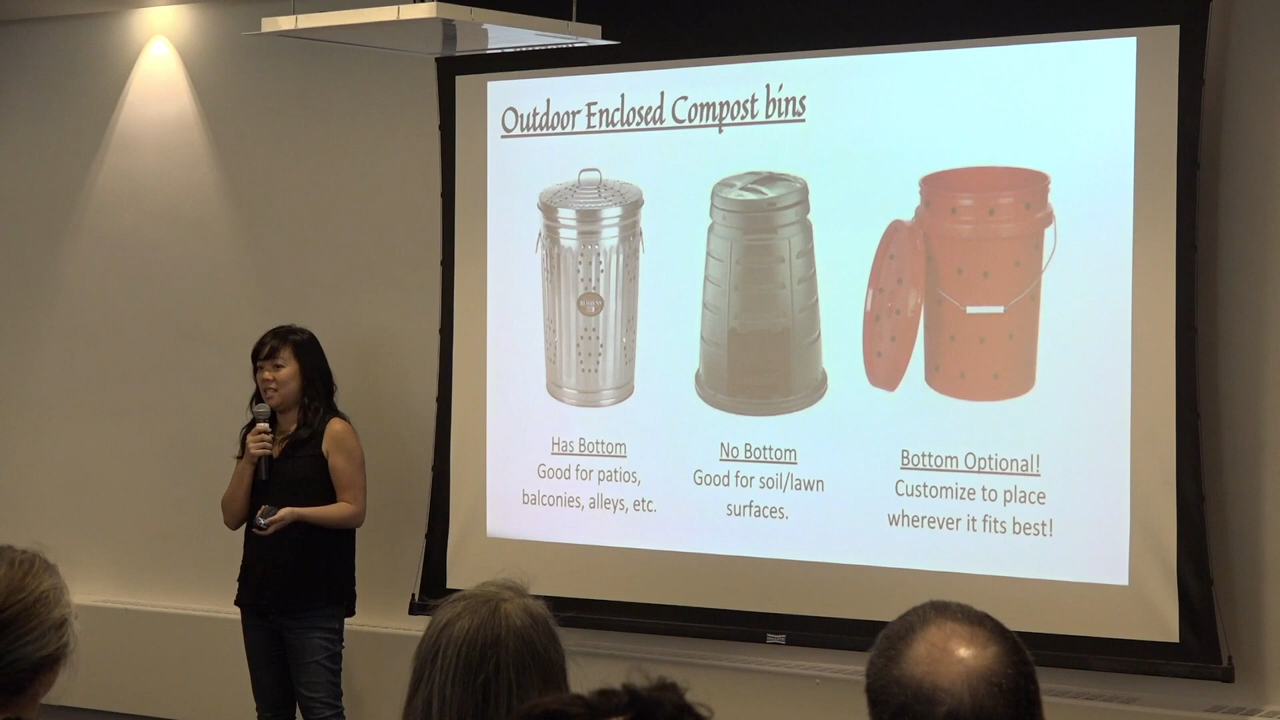 Outdoor Enclosed Compost bins
Has Bottom
Good for patios,
balconies, alleys, etc.
No Bottom
Good for soil/lawn
surfaces.
Bottom Optional!
Customize to place
wherever it fits best!